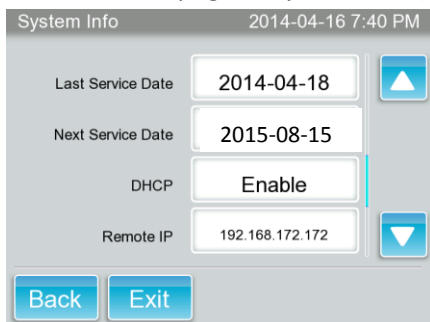 System Info 2014-04-16 7:40 PM
Last Service Date 2014-04-18
Next Service Date 2015-08-15
DHCP Enable
Remote IP 192.168.172.172
Back Exit